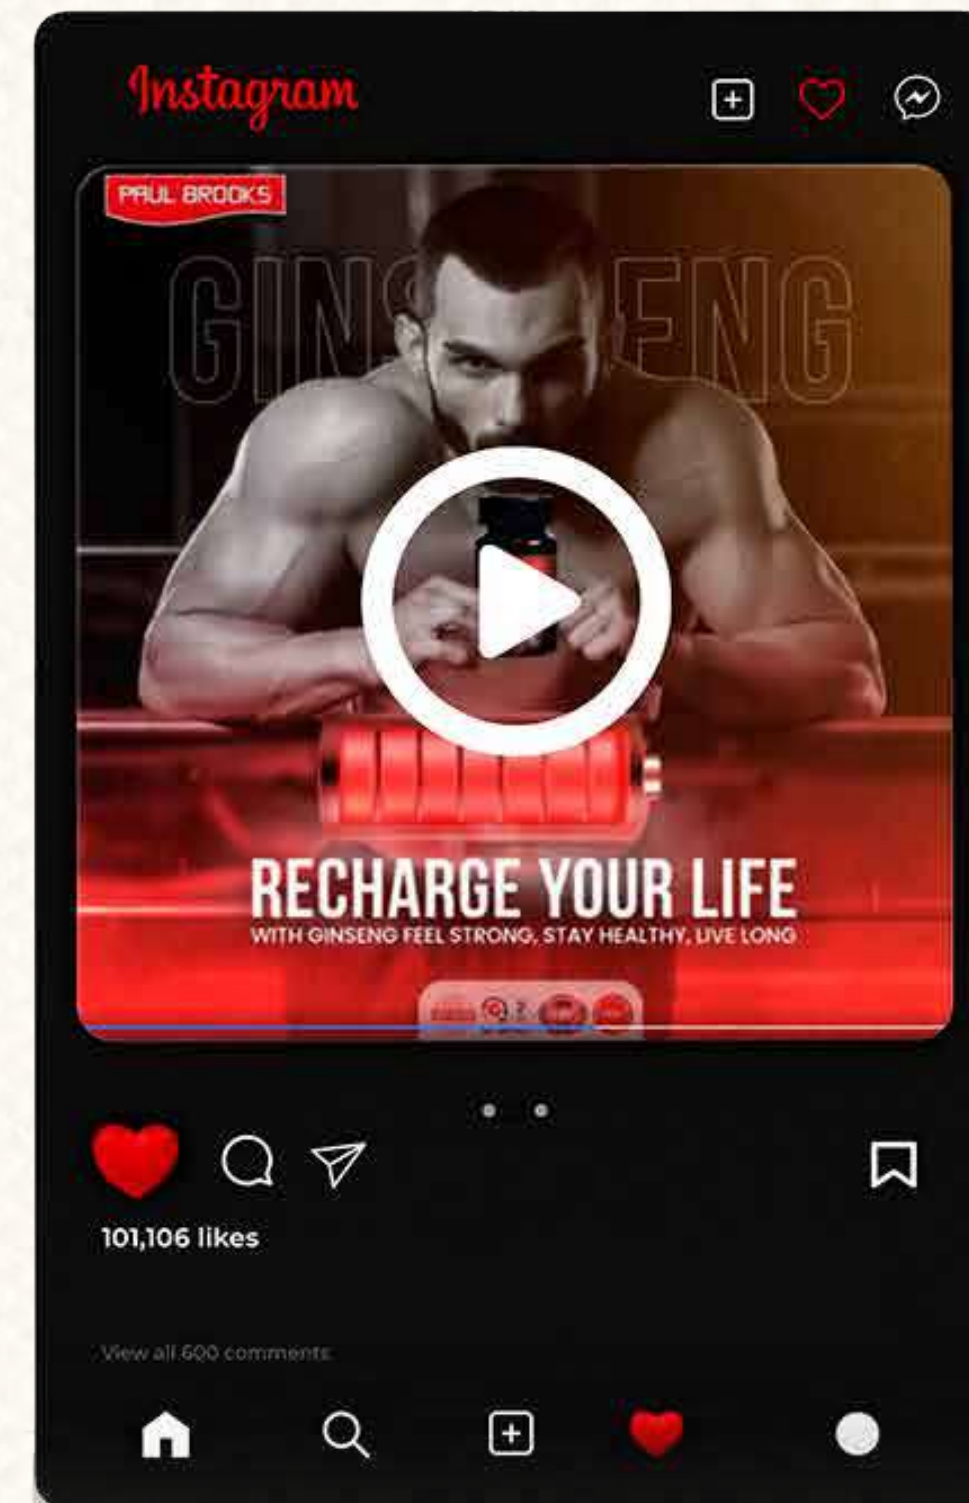 Instagram
PAUL BROOKS
GINSENG
RECHARGE YOUR LIFE
WITH GINSENG FEEL STRONG, STAY HEALTHY, LIVE LONG
101,106 likes
View all 600 comments